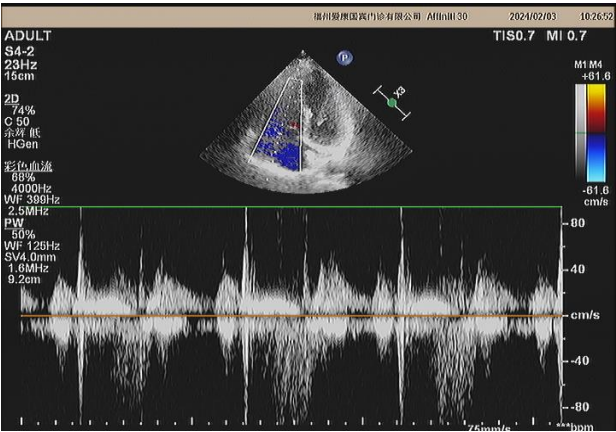 福州爱康国宾门诊有限公司 Affiniti 30 2024/02/03 10:26:52
ADULT TIS0.7 MI 0.7
S4-2
23Hz
15cm
2D
74%
C 50
余辉 低
HGen
彩色血流
68%
4000Hz
WF 399Hz
2.5MHz
PW
50%
WF 125Hz
SV4.0mm
1.6MHz
9.2cm
P
X3
M1 M4
+61.6
-61.6
cm/s
80
40
cm/s
-40
-80
75mm/s
***bpm